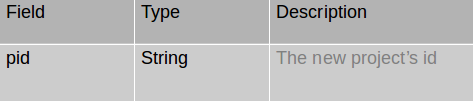 Field Type Description
pid String The new project’s id